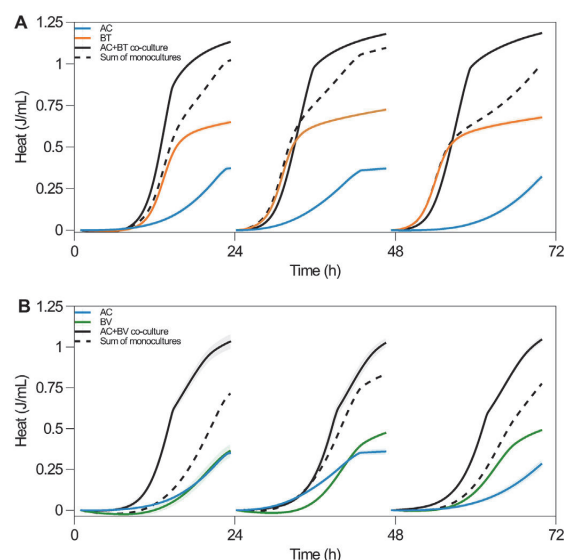 A
AC
BT
AC+BT co-culture
Sum of monocultures
Heat (J/mL)
1.25
1
0.75
0.5
0.25
0
0 24 48 72
Time (h)
B
AC
BV
AC+BV co-culture
Sum of monocultures
Heat (J/mL)
1.25
1
0.75
0.5
0.25
0
0 24 48 72
Time (h)